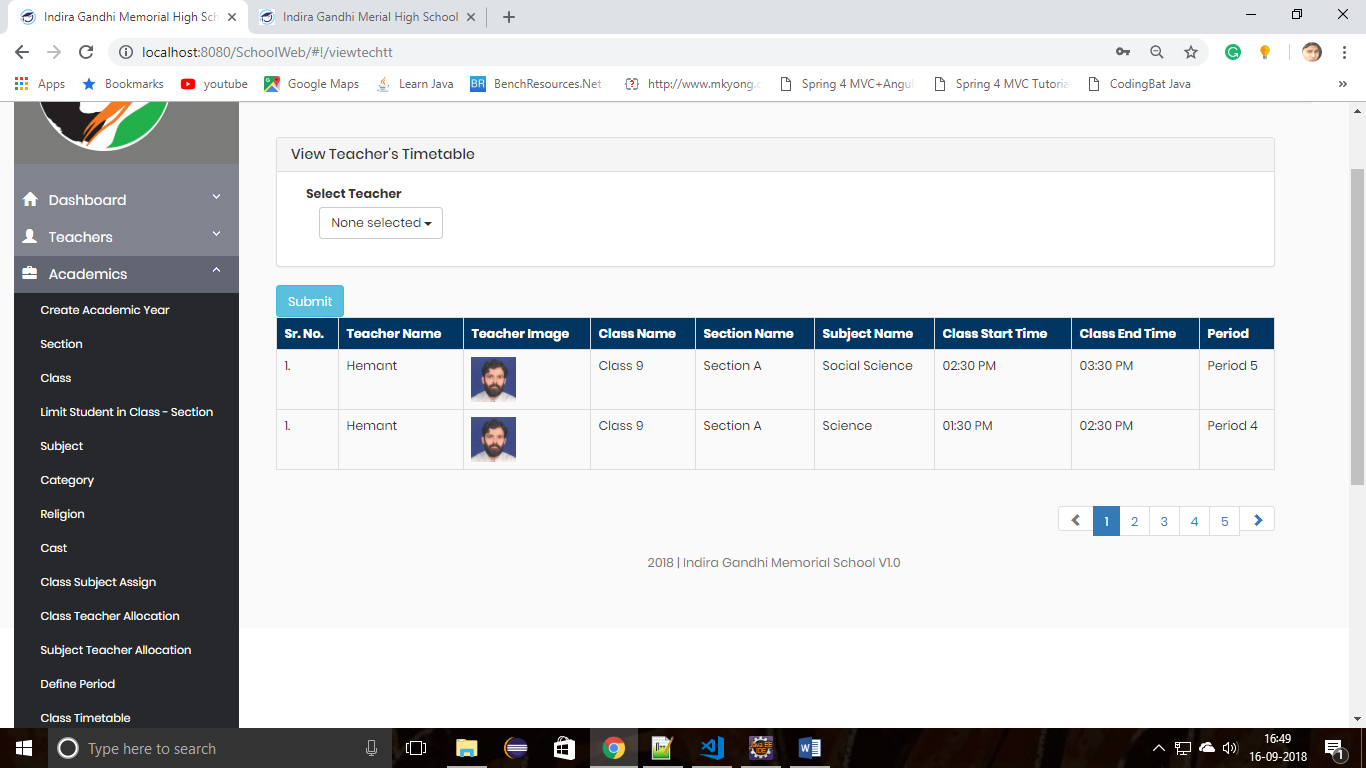 Indira Gandhi Memorial High Sch
Indira Gandhi Merial High School
localhost:8080/SchoolWeb/#!/viewtechtt
Apps
Bookmarks
youtube
Google Maps
Learn Java
BR
BenchResources.Net
http://www.mkyong.c
Spring 4 MVC+Angul
Spring 4 MVC Tutoria
CodingBat Java
»
Dashboard
Teachers
Academics
Create Academic Year
Section
Class
Limit Student in Class - Section
Subject
Category
Religion
Cast
Class Subject Assign
Class Teacher Allocation
Subject Teacher Allocation
Define Period
Class Timetable
View Teacher's Timetable
Select Teacher
None selected
Submit
Sr. No. Teacher Name Teacher Image Class Name Section Name Subject Name Class Start Time Class End Time Period
1. Hemant Class 9 Section A Social Science 02:30 PM 03:30 PM Period 5
1. Hemant Class 9 Section A Science 01:30 PM 02:30 PM Period 4
1 2 3 4 5
2018 | Indira Gandhi Memorial School V1.0
Type here to search
16:49
16-09-2018
1